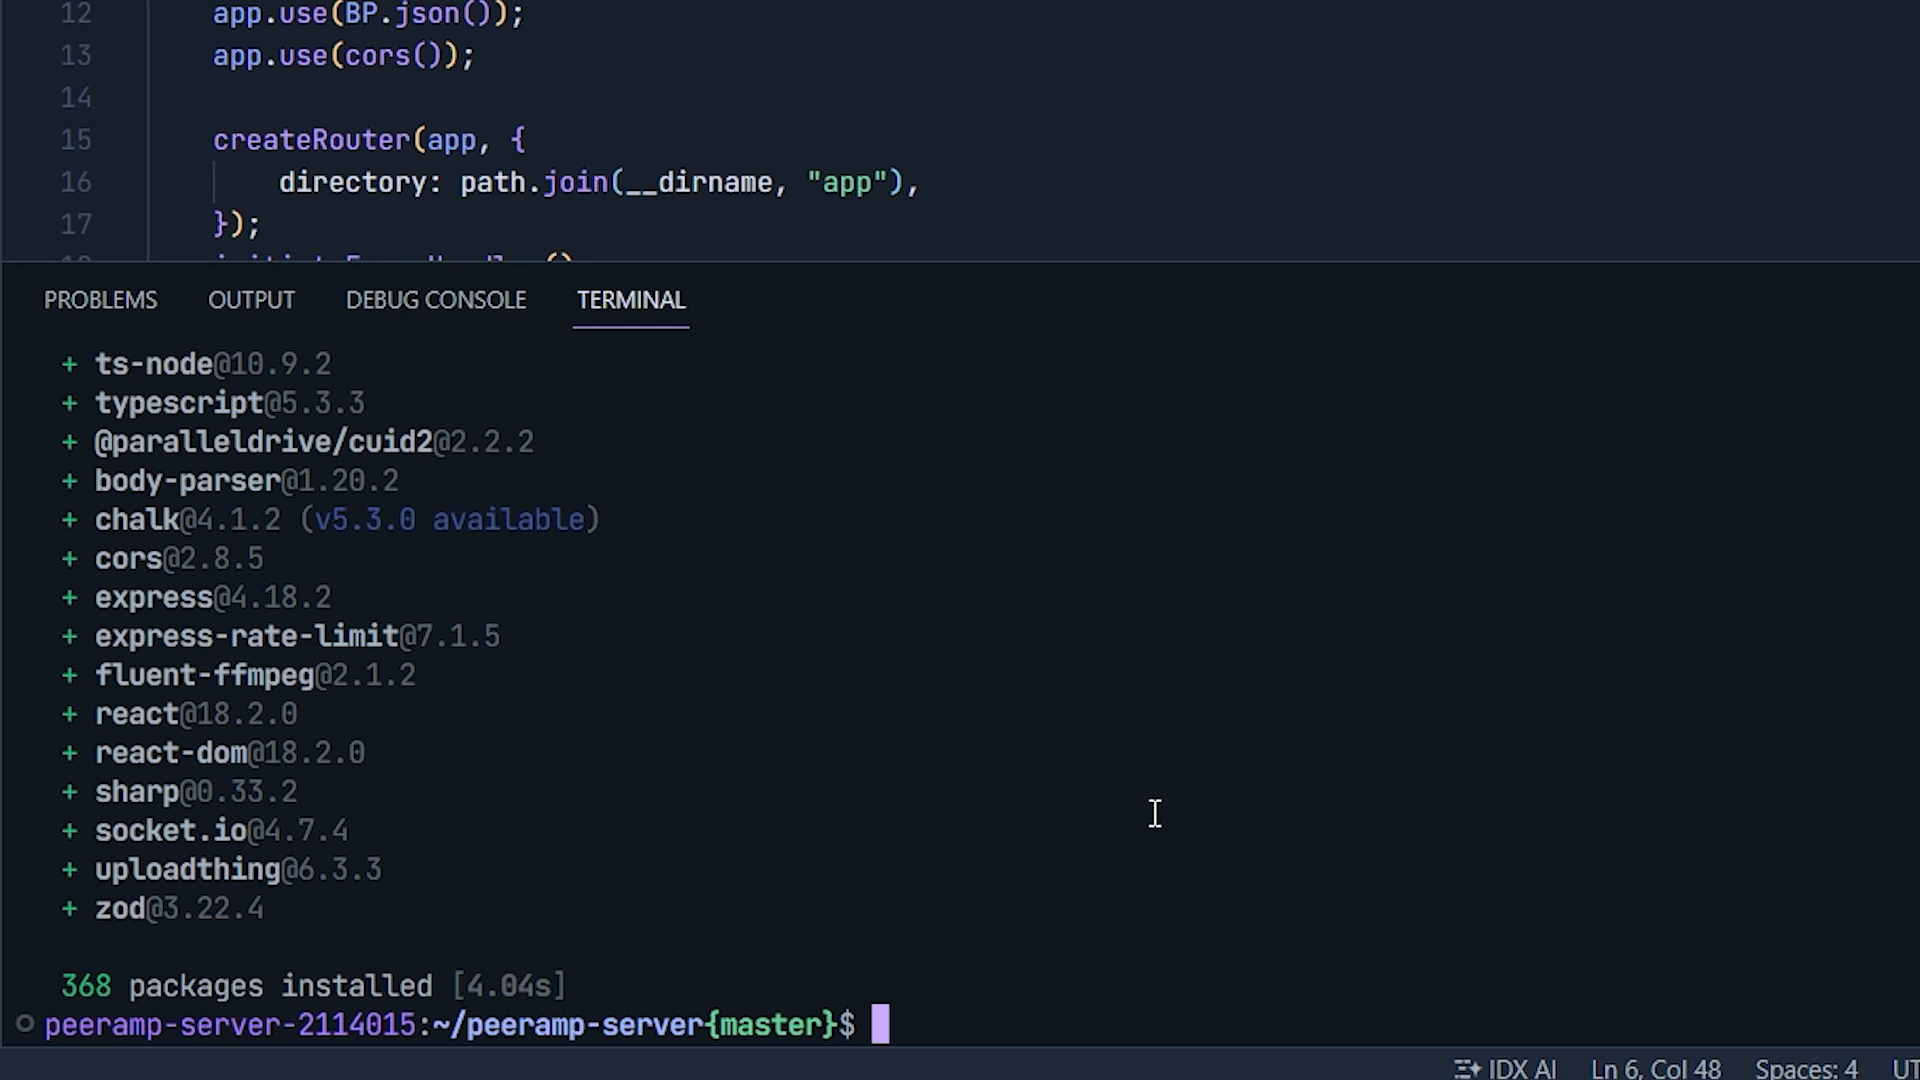 12 app.use(BP.json());
13 app.use(cors());
14
15 createRouter(app, {
16 directory: path.join(__dirname, "app"),
17 });
PROBLEMS OUTPUT DEBUG CONSOLE TERMINAL
+ ts-node@10.9.2
+ typescript@5.3.3
+ @paralleldrive/cuid2@2.2.2
+ body-parser@1.20.2
+ chalk@4.1.2 (v5.3.0 available)
+ cors@2.8.5
+ express@4.18.2
+ express-rate-limit@7.1.5
+ fluent-ffmpeg@2.1.2
+ react@18.2.0
+ react-dom@18.2.0
+ sharp@0.33.2
+ socket.io@4.7.4
+ uploadthing@6.3.3
+ zod@3.22.4
368 packages installed [4.04s]
peeramp-server-2114015:~/peeramp-server{master}$
IDX AI Ln 6, Col 48 Spaces: 4 UT